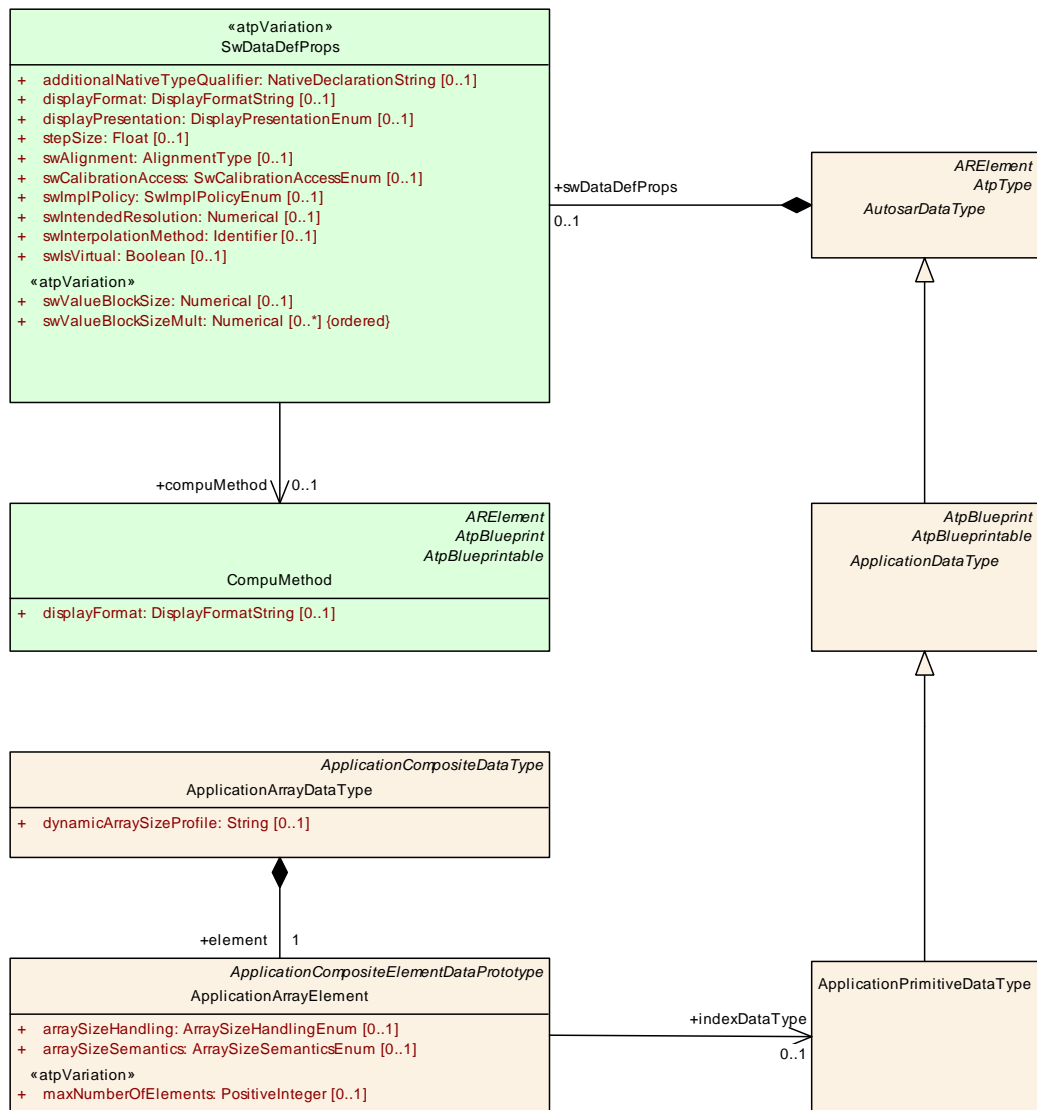 «atpVariation»
SwDataDefProps
+ additionalNativeTypeQualifier: NativeDeclarationString [0..1]
+ displayFormat: DisplayFormatString [0..1]
+ displayPresentation: DisplayPresentationEnum [0..1]
+ stepSize: Float [0..1]
+ swAlignment: AlignmentType [0..1]
+ swCalibrationAccess: SwCalibrationAccessEnum [0..1]
+ swImplPolicy: SwImplPolicyEnum [0..1]
+ swIntendedResolution: Numerical [0..1]
+ swInterpolationMethod: Identifier [0..1]
+ swIsVirtual: Boolean [0..1]
«atpVariation»
+ swValueBlockSize: Numerical [0..1]
+ swValueBlockSizeMult: Numerical [0..*] {ordered}
+swDataDefProps
0..1
ARElement
AtpType
AutosarDataType
+compuMethod
0..1
ARElement
AtpBlueprint
AtpBlueprintable
CompuMethod
+ displayFormat: DisplayFormatString [0..1]
AtpBlueprint
AtpBlueprintable
ApplicationDataType
ApplicationCompositeDataType
ApplicationArrayDataType
+ dynamicArraySizeProfile: String [0..1]
+element
1
ApplicationCompositeElementDataPrototype
ApplicationArrayElement
+ arraySizeHandling: ArraySizeHandlingEnum [0..1]
+ arraySizeSemantics: ArraySizeSemanticsEnum [0..1]
«atpVariation»
+ maxNumberOfElements: PositiveInteger [0..1]
+indexDataType
0..1
ApplicationPrimitiveDataType